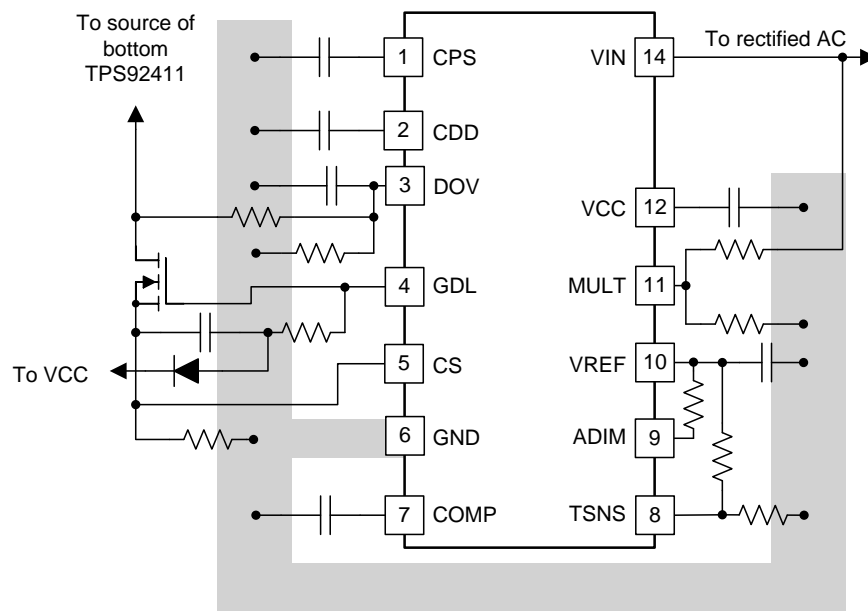 To source of
bottom
TPS92411
To rectified AC
1 CPS
VIN 14
2 CDD
3 DOV
VCC 12
4 GDL
MULT 11
To VCC
5 CS
VREF 10
6 GND
ADIM 9
7 COMP
TSNS 8